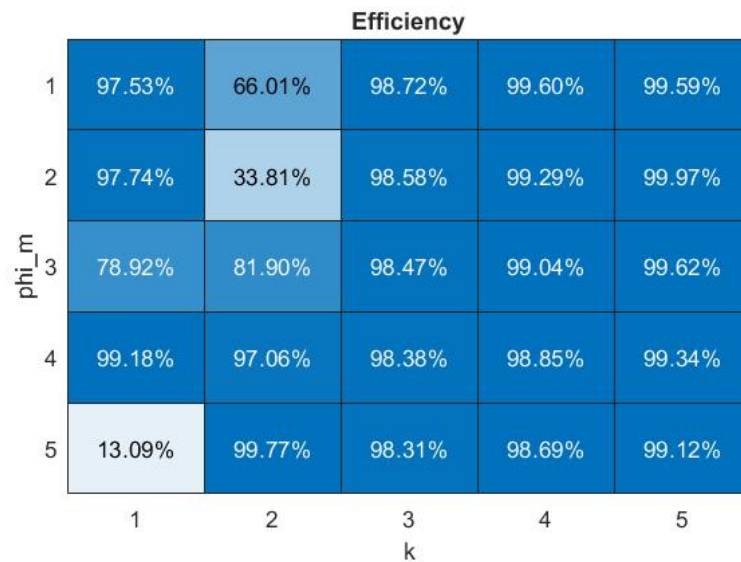 Efficiency
1 97.53% 66.01% 98.72% 99.60% 99.59%
2 97.74% 33.81% 98.58% 99.29% 99.97%
phi_m
3 78.92% 81.90% 98.47% 99.04% 99.62%
4 99.18% 97.06% 98.38% 98.85% 99.34%
5 13.09% 99.77% 98.31% 98.69% 99.12%
1 2 3 4 5
k